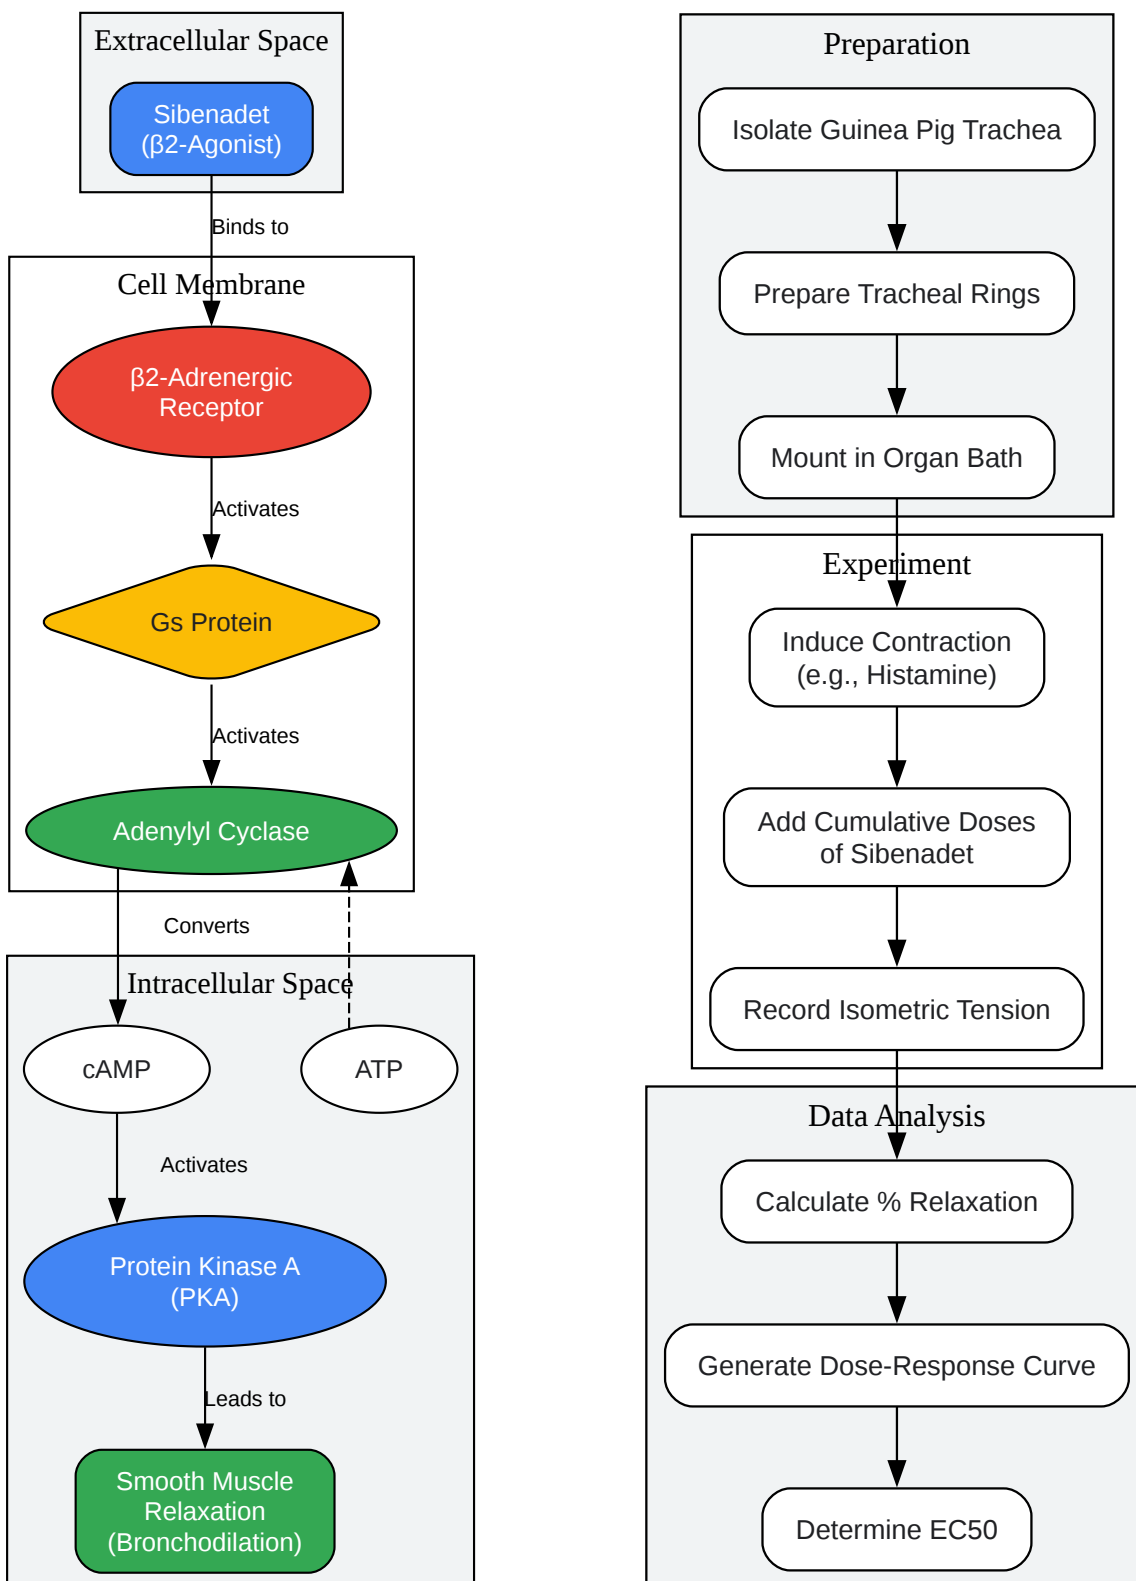 Extracellular Space
Sibenadet
(β2-Agonist)
Binds to
Cell Membrane
β2-Adrenergic
Receptor
Activates
Gs Protein
Activates
Adenylyl Cyclase
Converts
Intracellular Space
cAMP
ATP
Activates
Protein Kinase A
(PKA)
Leads to
Smooth Muscle
Relaxation
(Bronchodilation)
Preparation
Isolate Guinea Pig Trachea
Prepare Tracheal Rings
Mount in Organ Bath
Experiment
Induce Contraction
(e.g., Histamine)
Add Cumulative Doses
of Sibenadet
Record Isometric Tension
Data Analysis
Calculate % Relaxation
Generate Dose-Response Curve
Determine EC50